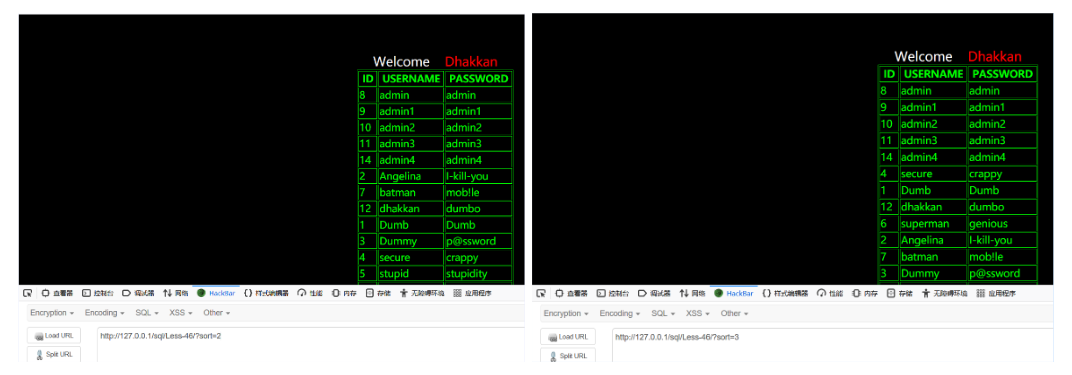 Welcome Dhakkan
ID USERNAME PASSWORD
8 admin admin
9 admin1 admin1
10 admin2 admin2
11 admin3 admin3
14 admin4 admin4
2 Angelina I-kill-you
7 batman mob!le
12 dhakkan dumbo
1 Dumb Dumb
3 Dummy p@ssword
4 secure crappy
5 stupid stupidity
查看器 控制台 调试器 网络 HackBar {} 样式编辑器 性能 内存 存储 无障碍环境 应用程序
Encryption Encoding SQL XSS Other
Load URL http://127.0.0.1/sql/Less-46/?sort=2
Split URL
Welcome Dhakkan
ID USERNAME PASSWORD
8 admin admin
9 admin1 admin1
10 admin2 admin2
11 admin3 admin3
14 admin4 admin4
4 secure crappy
1 Dumb Dumb
12 dhakkan dumbo
6 superman genious
2 Angelina I-kill-you
7 batman mob!le
3 Dummy p@ssword
查看器 控制台 调试器 网络 HackBar {} 样式编辑器 性能 内存 存储 无障碍环境 应用程序
Encryption Encoding SQL XSS Other
Load URL http://127.0.0.1/sql/Less-46/?sort=3
Split URL